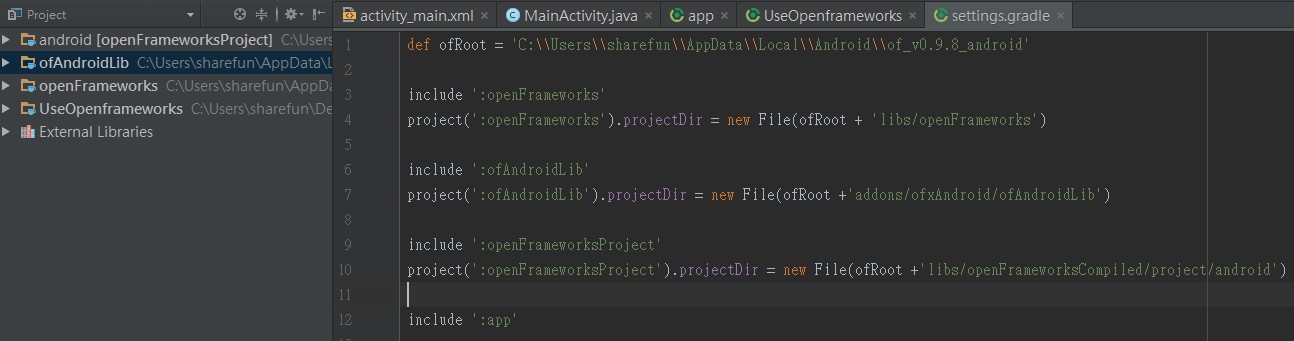 Project
activity_main.xml
MainActivity.java
app
UseOpenframeworks
settings.gradle
android [openFrameworksProject] C:\Users
ofAndroidLib C:\Users\sharefun\AppData\L
openFrameworks C:\Users\sharefun\AppDa
UseOpenframeworks C:\Users\sharefun\De
External Libraries
1 def ofRoot = 'C:\\Users\\sharefun\\AppData\\Local\\Android\\of_v0.9.8_android'
2
3 include ':openFrameworks'
4 project(':openFrameworks').projectDir = new File(ofRoot + 'libs/openFrameworks')
5
6 include ':ofAndroidLib'
7 project(':ofAndroidLib').projectDir = new File(ofRoot +'addons/ofxAndroid/ofAndroidLib')
8
9 include ':openFrameworksProject'
10 project(':openFrameworksProject').projectDir = new File(ofRoot +'libs/openFrameworksCompiled/project/android')
11
12 include ':app'